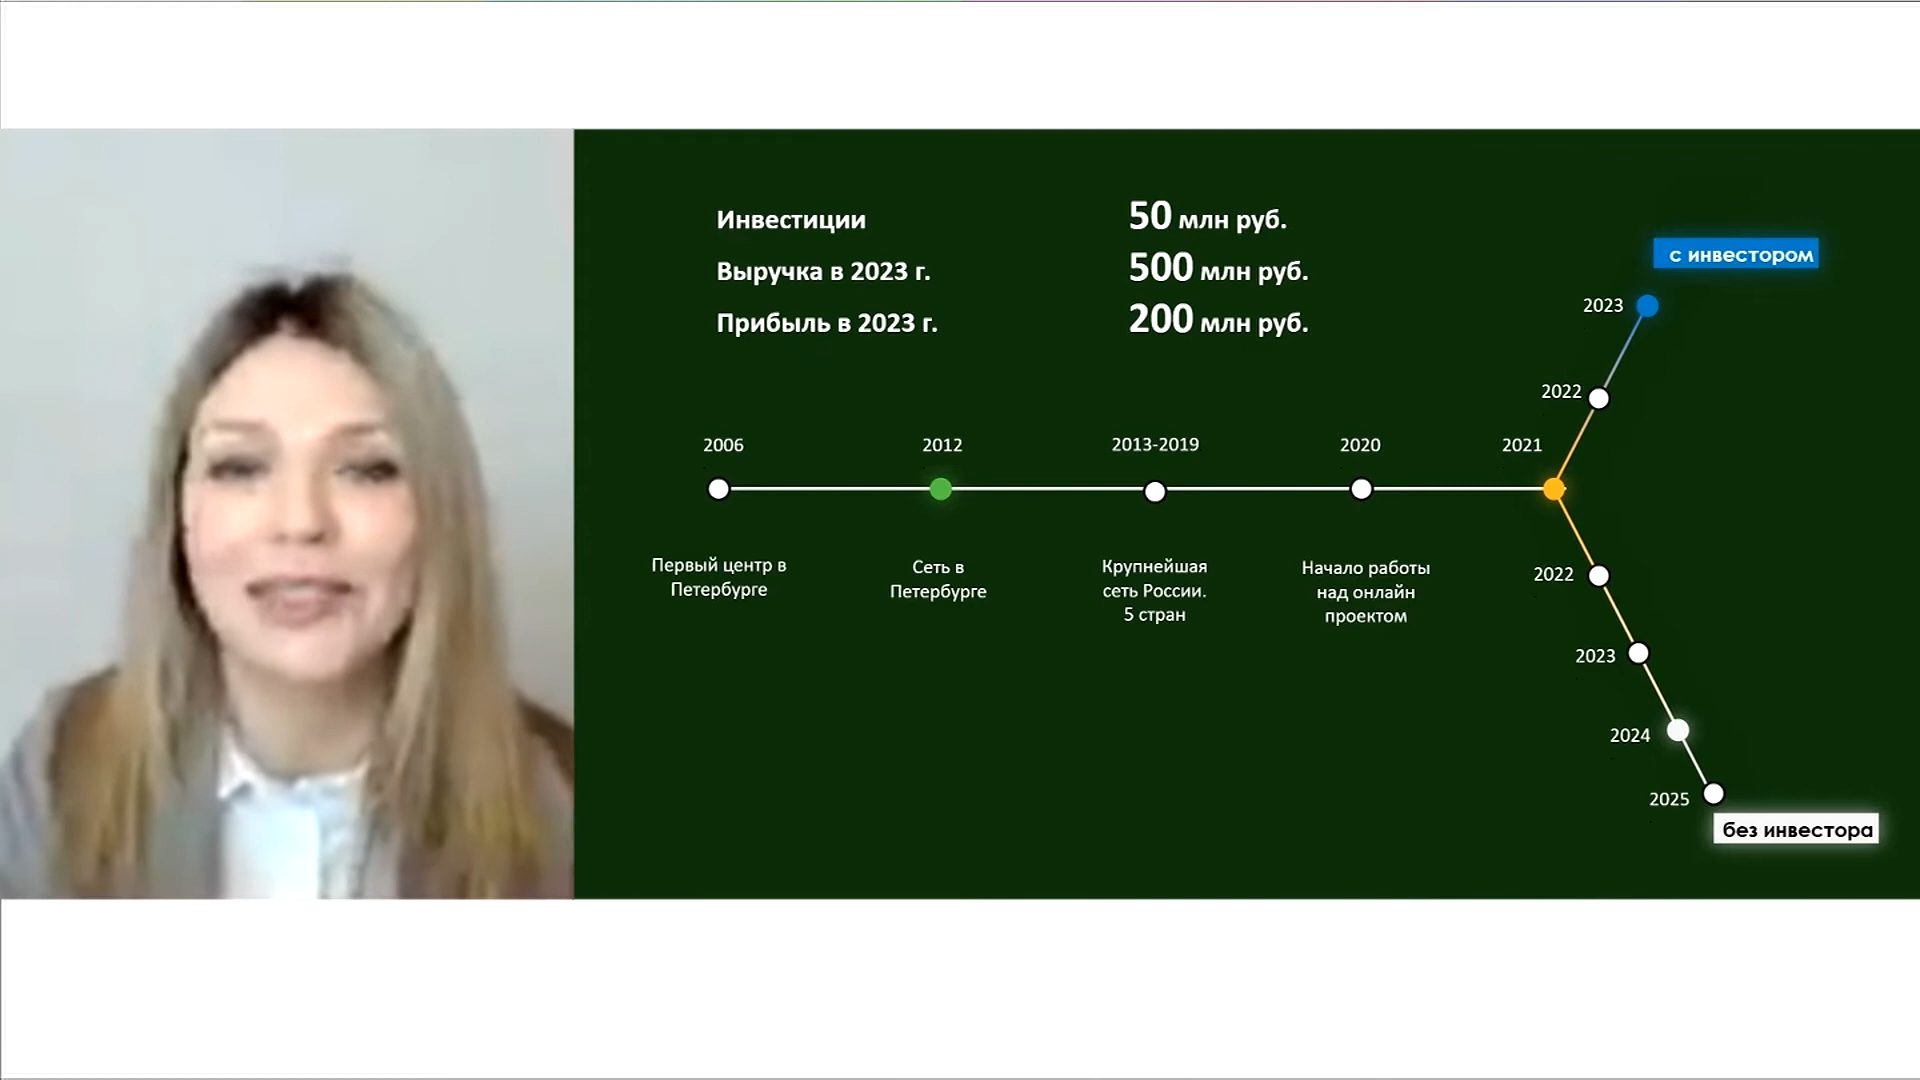 Инвестиции 50 млн руб.
Выручка в 2023 г. 500 млн руб.
Прибыль в 2023 г. 200 млн руб.
с инвестором
2023
2022
2006
2012
2013-2019
2020
2021
Первый центр в
Петербурге
Сеть в
Петербурге
Крупнейшая
сеть России.
5 стран
Начало работы
над онлайн
проектом
2022
2023
2024
2025
без инвестора